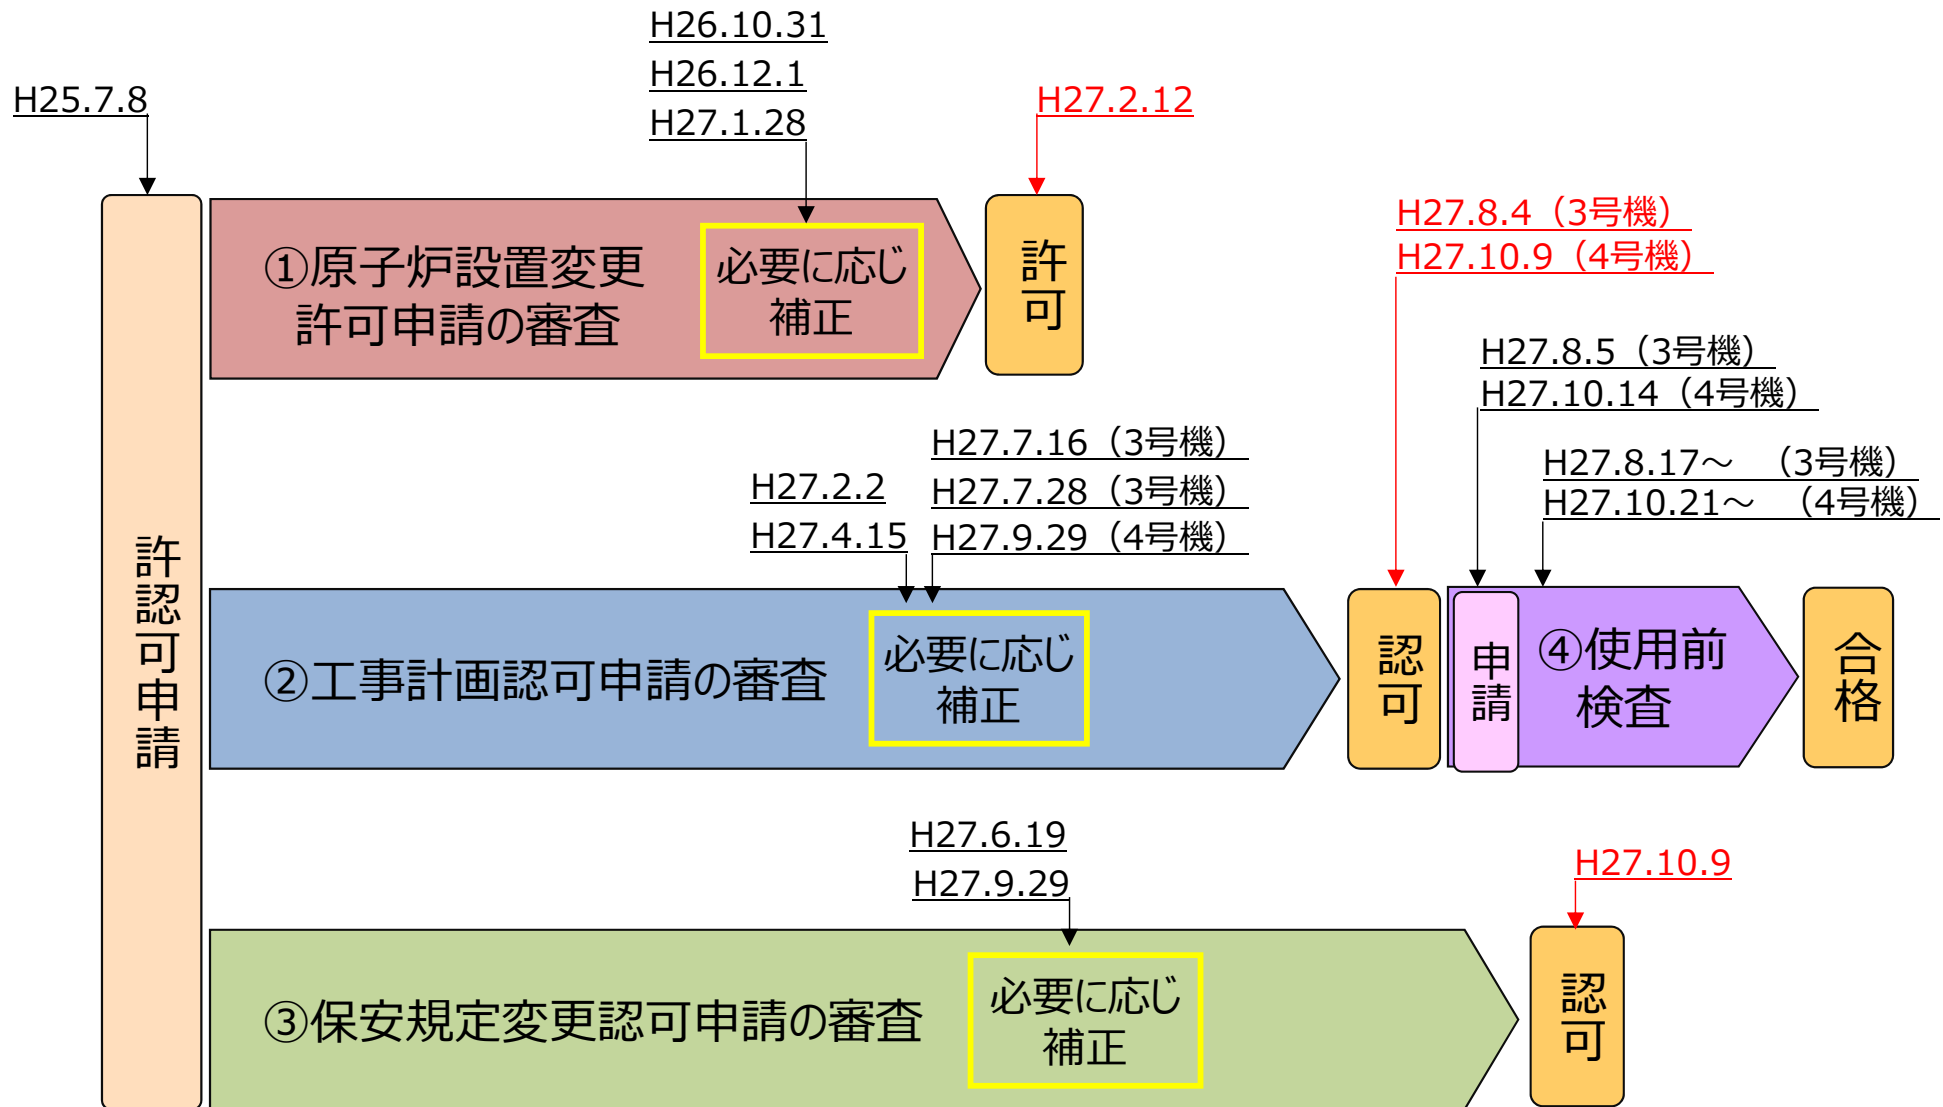 H25.7.8
許認可申請
H26.10.31
H26.12.1
H27.1.28
①原子炉設置変更
許可申請の審査
必要に応じ
補正
H27.2.12
許可
H27.2.2
H27.4.15
H27.7.16（3号機）
H27.7.28（3号機）
H27.9.29（4号機）
②工事計画認可申請の審査
必要に応じ
補正
H27.8.4（3号機）
H27.10.9（4号機）
認可
H27.8.5（3号機）
H27.10.14（4号機）
H27.8.17～　（3号機）
H27.10.21～　（4号機）
申請
④使用前
検査
合格
H27.6.19
H27.9.29
③保安規定変更認可申請の審査
必要に応じ
補正
H27.10.9
認可